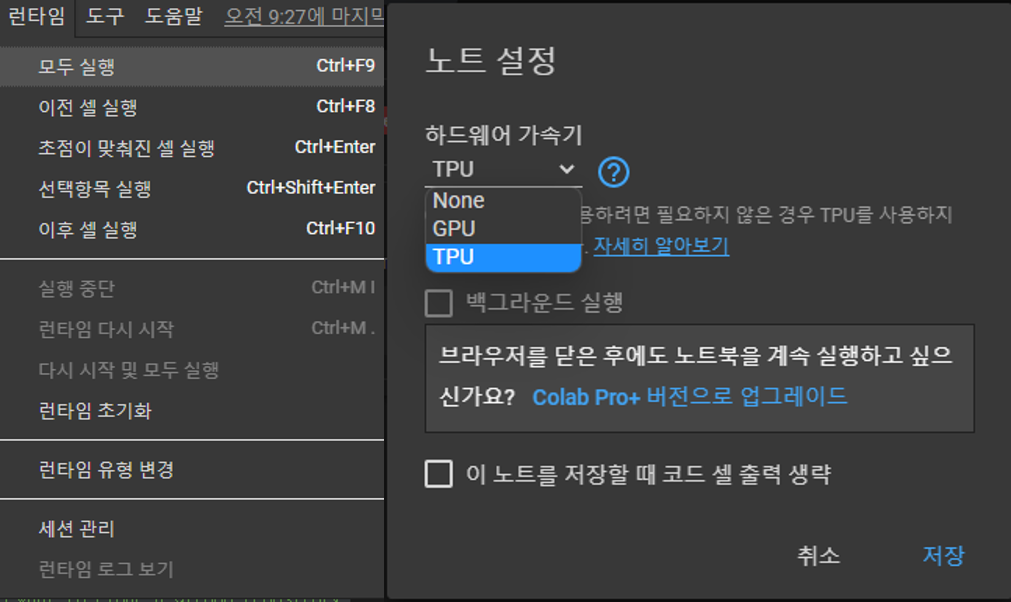 런타임 도구 도움말 오전 9:27에 마지막
모두 실행 Ctrl+F9
이전 셀 실행 Ctrl+F8
초점이 맞춰진 셀 실행 Ctrl+Enter
선택항목 실행 Ctrl+Shift+Enter
이후 셀 실행 Ctrl+F10
실행 중단 Ctrl+M I
런타임 다시 시작 Ctrl+M .
다시 시작 및 모두 실행
런타임 초기화
런타임 유형 변경
세션 관리
런타임 로그 보기
노트 설정
하드웨어 가속기
TPU
None
GPU
TPU
용하려면 필요하지 않은 경우 TPU를 사용하지
. 자세히 알아보기
백그라운드 실행
브라우저를 닫은 후에도 노트북을 계속 실행하고 싶으
신가요? Colab Pro+ 버전으로 업그레이드
이 노트를 저장할 때 코드 셀 출력 생략
취소 저장